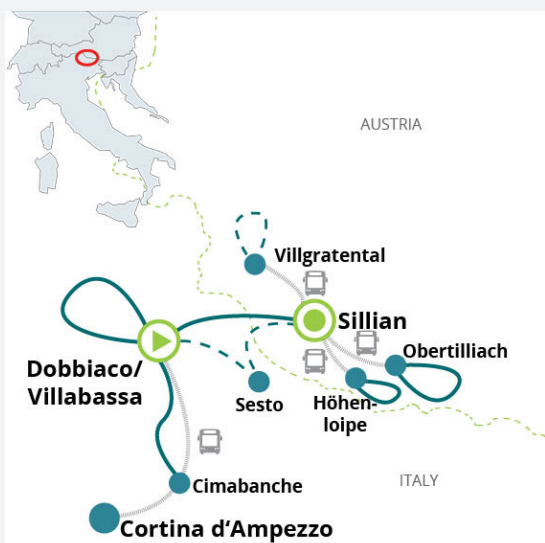 AUSTRIA
Villgratental
Sillian
Obertilliach
Dobbiaco/
Villabassa
Sesto
Höhen-
loipe
Cimabanche
ITALY
Cortina d'Ampezzo